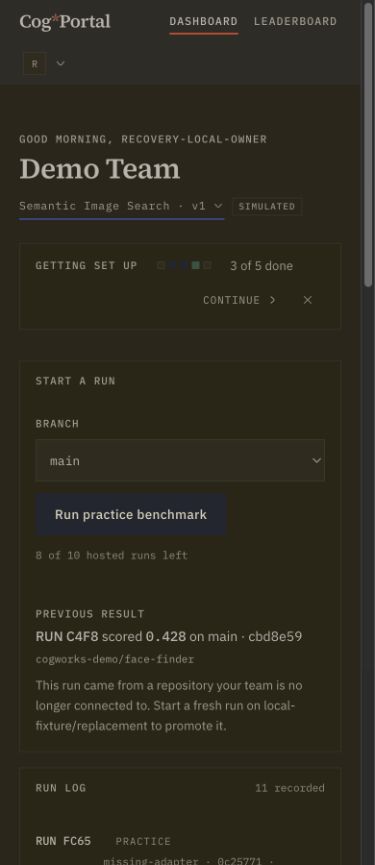 Cog*Portal
DASHBOARD LEADERBOARD
R
GOOD MORNING, RECOVERY-LOCAL-OWNER
Demo Team
Semantic Image Search · v1 SIMULATED
GETTING SET UP 3 of 5 done
CONTINUE
START A RUN
BRANCH
main
Run practice benchmark
8 of 10 hosted runs left
PREVIOUS RESULT
RUN C4F8 scored 0.428 on main · cbd8e59
cogworks-demo/face-finder
This run came from a repository your team is no
longer connected to. Start a fresh run on local-
fixture/replacement to promote it.
RUN LOG 11 recorded
RUN FC65 PRACTICE
missing-adapter · 0c25771 ·